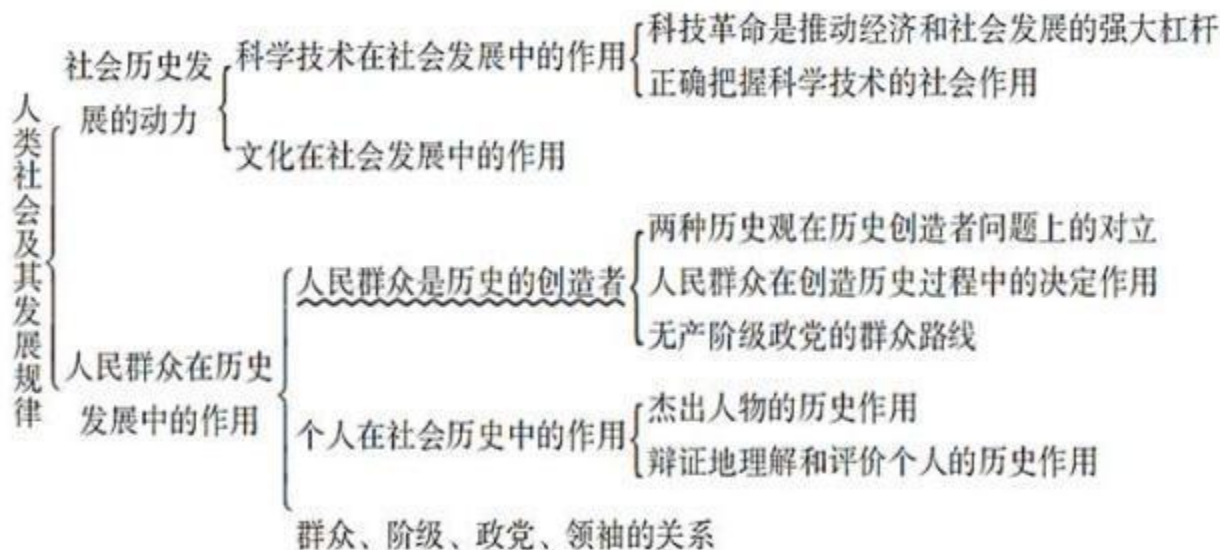 人类社会及其发展规律
社会历史发
展的动力
科学技术在社会发展中的作用
科技革命是推动经济和社会发展的强大杠杆
正确把握科学技术的社会作用
文化在社会发展中的作用
人民群众在历史
发展中的作用
人民群众是历史的创造者
两种历史观在历史创造者问题上的对立
人民群众在创造历史过程中的决定作用
无产阶级政党的群众路线
个人在社会历史中的作用
杰出人物的历史作用
辩证地理解和评价个人的历史作用
群众、阶级、政党、领袖的关系